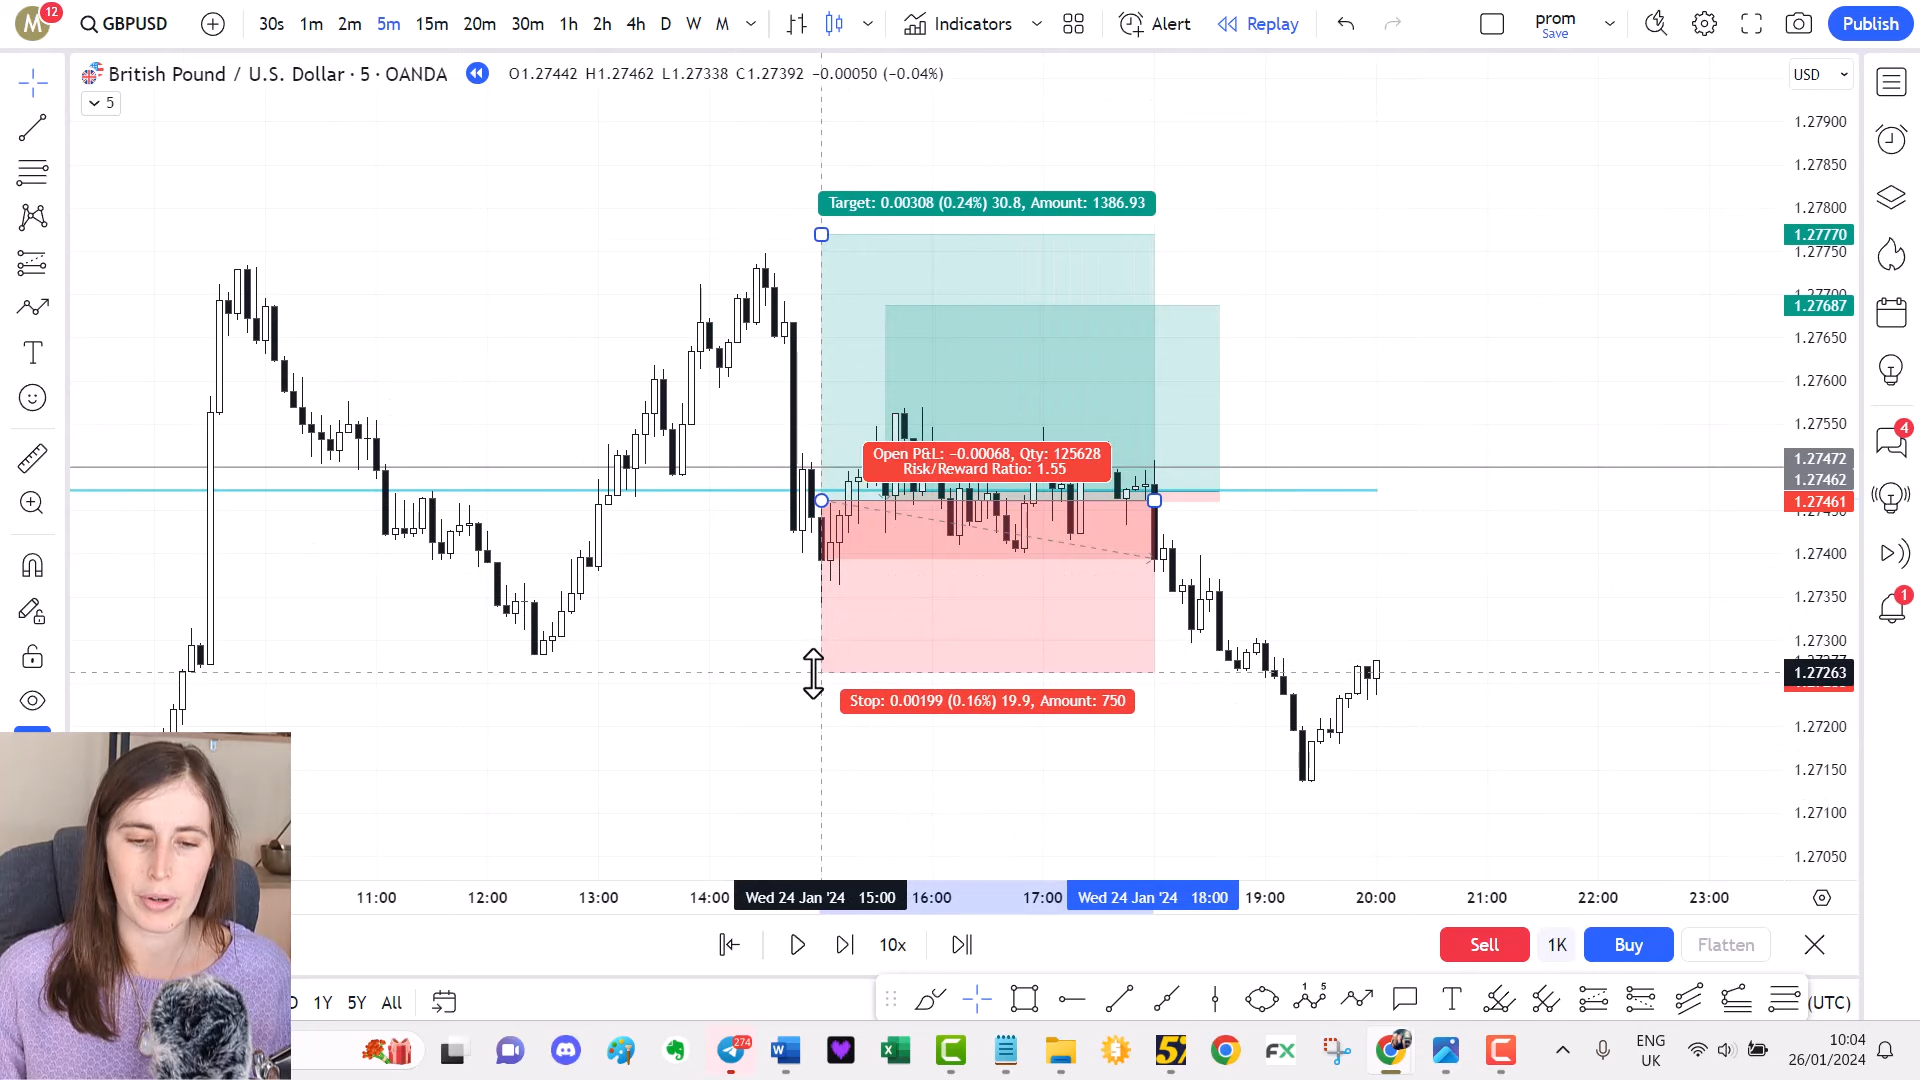 M
12
GBPUSD
30s 1m 2m 5m 15m 20m 30m 1h 2h 4h D W M
Indicators
Alert
Replay
prom
Save
Publish
British Pound / U.S. Dollar · 5 · OANDA
O1.27442 H1.27462 L1.27338 C1.27392 −0.00050 (−0.04%)
USD
5
1.27900
1.27850
1.27800
Target: 0.00308 (0.24%) 30.8, Amount: 1386.93
1.27770
1.27750
1.27687
1.27650
1.27600
1.27550
4
Open P&L: −0.00068, Qty: 125628
Risk/Reward Ratio: 1.55
1.27472
1.27462
1.27461
1.27400
1.27350
1
1.27300
1.27263
Stop: 0.00199 (0.16%) 19.9, Amount: 750
1.27200
1.27150
1.27100
1.27050
11:00 12:00 13:00 14:00 Wed 24 Jan '24 15:00 16:00 17:00 Wed 24 Jan '24 18:00 19:00 20:00 21:00 22:00 23:00
10x
Sell 1K Buy Flatten
1Y 5Y All
1 5
T
(UTC)
274
FX
ENG
UK
10:04
26/01/2024